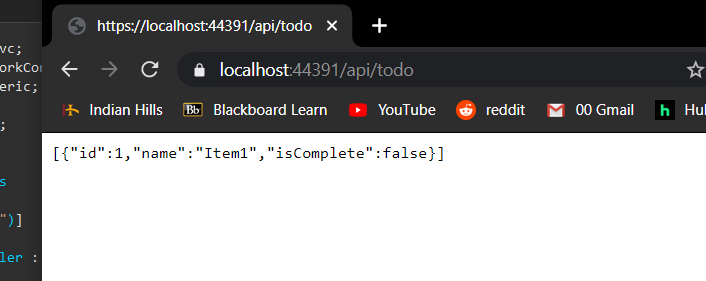 https://localhost:44391/api/todo
localhost:44391/api/todo
Indian Hills Bb Blackboard Learn YouTube reddit 00 Gmail h Hul
[{"id":1,"name":"Item1","isComplete":false}]
vc;
orkCo
eric;
;
s
")]
ler :